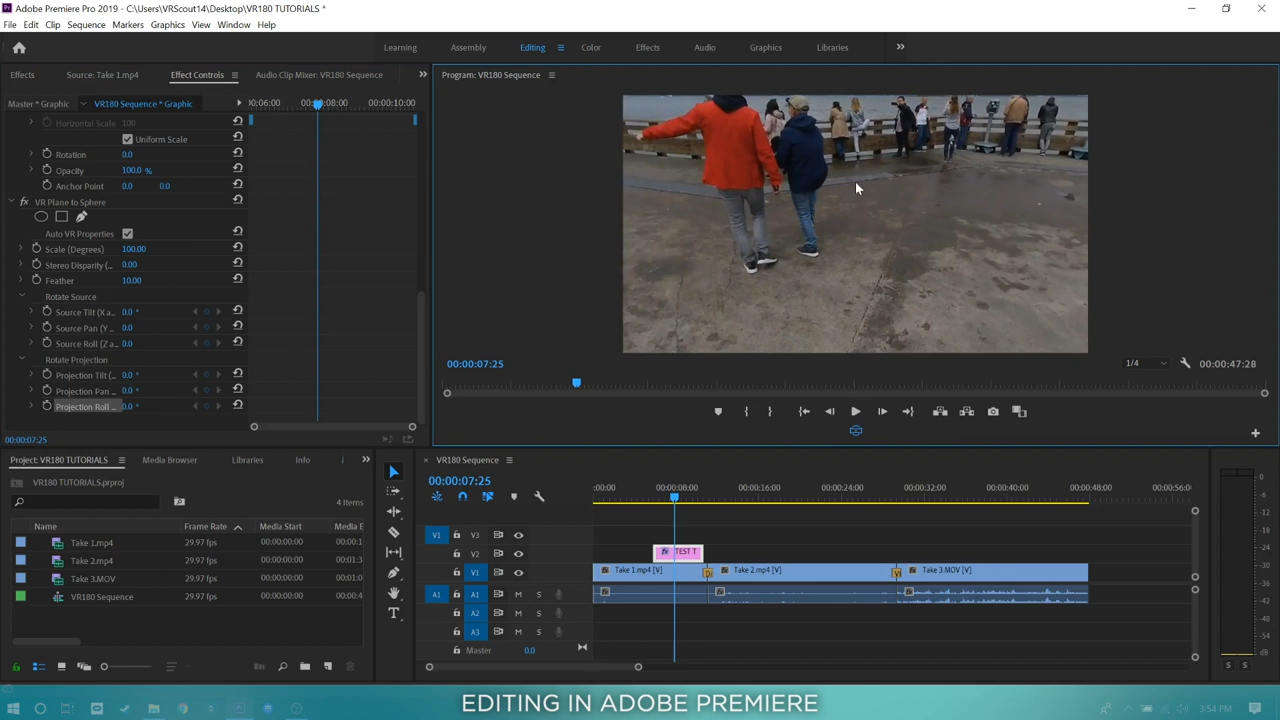 Adobe Premiere Pro 2019 - C:\Users\VRScout14\Desktop\VR180 TUTORIALS *
File Edit Clip Sequence Markers Graphics View Window Help
Learning Assembly Editing Color Effects Audio Graphics Libraries
Effects Source: Take 1.mp4 Effect Controls Audio Clip Mixer: VR180 Sequence Program: VR180 Sequence
Master * Graphic VR180 Sequence * Graphic :00:06:00 00:00:08:00 00:00:10:00
Horizontal Scale 100
Uniform Scale
Rotation 0.0
Opacity 100.0 %
Anchor Point 0.0 0.0
fx VR Plane to Sphere
Auto VR Properties
Scale (Degrees) 100.00
Stereo Disparity (... 0.00
Feather 10.00
Rotate Source
Source Tilt (X a... 0.0 °
Source Pan (Y ... 0.0
Source Roll (Z a... 0.0
Rotate Projection
Projection Tilt (... 0.0 °
Projection Pan ... 0.0 °
Projection Roll ... 0.0 °
00:00:07:25
00:00:07:25 1/4 00:00:47:28
Project: VR180 TUTORIALS Media Browser Libraries Info
VR180 TUTORIALS.prproj
4 Items
Name Frame Rate Media Start Media E
Take 1.mp4 29.97 fps 00:00:00:00 00:00:1
Take 2.mp4 29.97 fps 00:00:00:00 00:01:3
Take 3.MOV 29.97 fps 00:00:00:00 00:01:0
VR180 Sequence 29.97 fps 00:00:00:00 00:00:4
VR180 Sequence
00:00:07:25
:00:00 00:00:08:00 00:00:16:00 00:00:24:00 00:00:32:00 00:00:40:00 00:00:48:00 00:00:56:0
V1 V3
V2 fx TEST T
V1 Take 1.mp4 [V] Take 2.mp4 [V] Take 3.MOV [V]
A1 A1 M S
A2 M S
A3 M S
Master 0.0
0
-6
-12
-18
-24
-30
-36
-42
-48
-54
dB
S S
EDITING IN ADOBE PREMIERE
3:54 PM